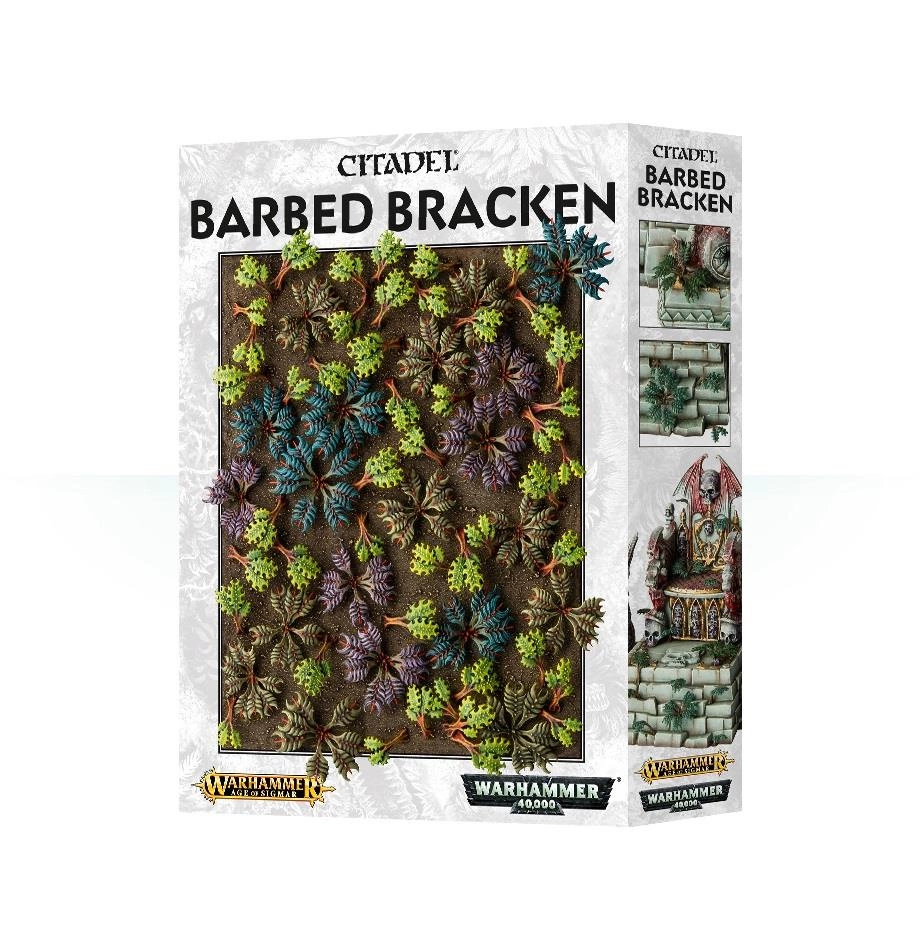 CITADEL
BARBED BRACKEN
WARHAMMER
AGE OF SIGMAR
WARHAMMER
40,000
CITADEL
BARBED
BRACKEN
WARHAMMER
AGE OF SIGMAR
WARHAMMER
40,000